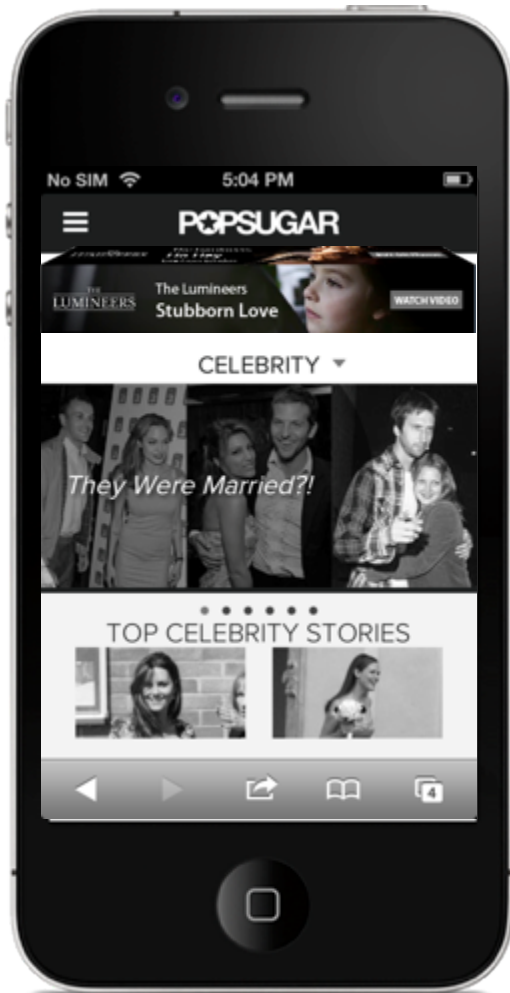 No SIM 5:04 PM
POPSUGAR
THE
LUMINEERS
The Lumineers
Stubborn Love
WATCH VIDEO
CELEBRITY
They Were Married?!
TOP CELEBRITY STORIES
4